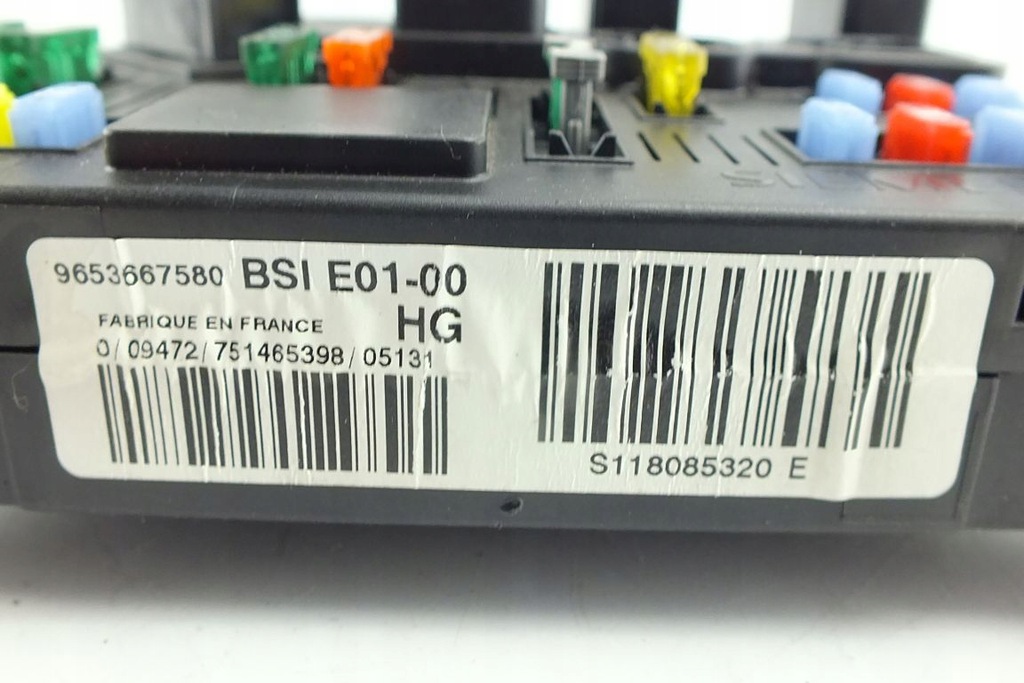 9653667580 BSI E01-00
FABRIQUE EN FRANCE HG
0/09472/751465398/05131
S118085320 E